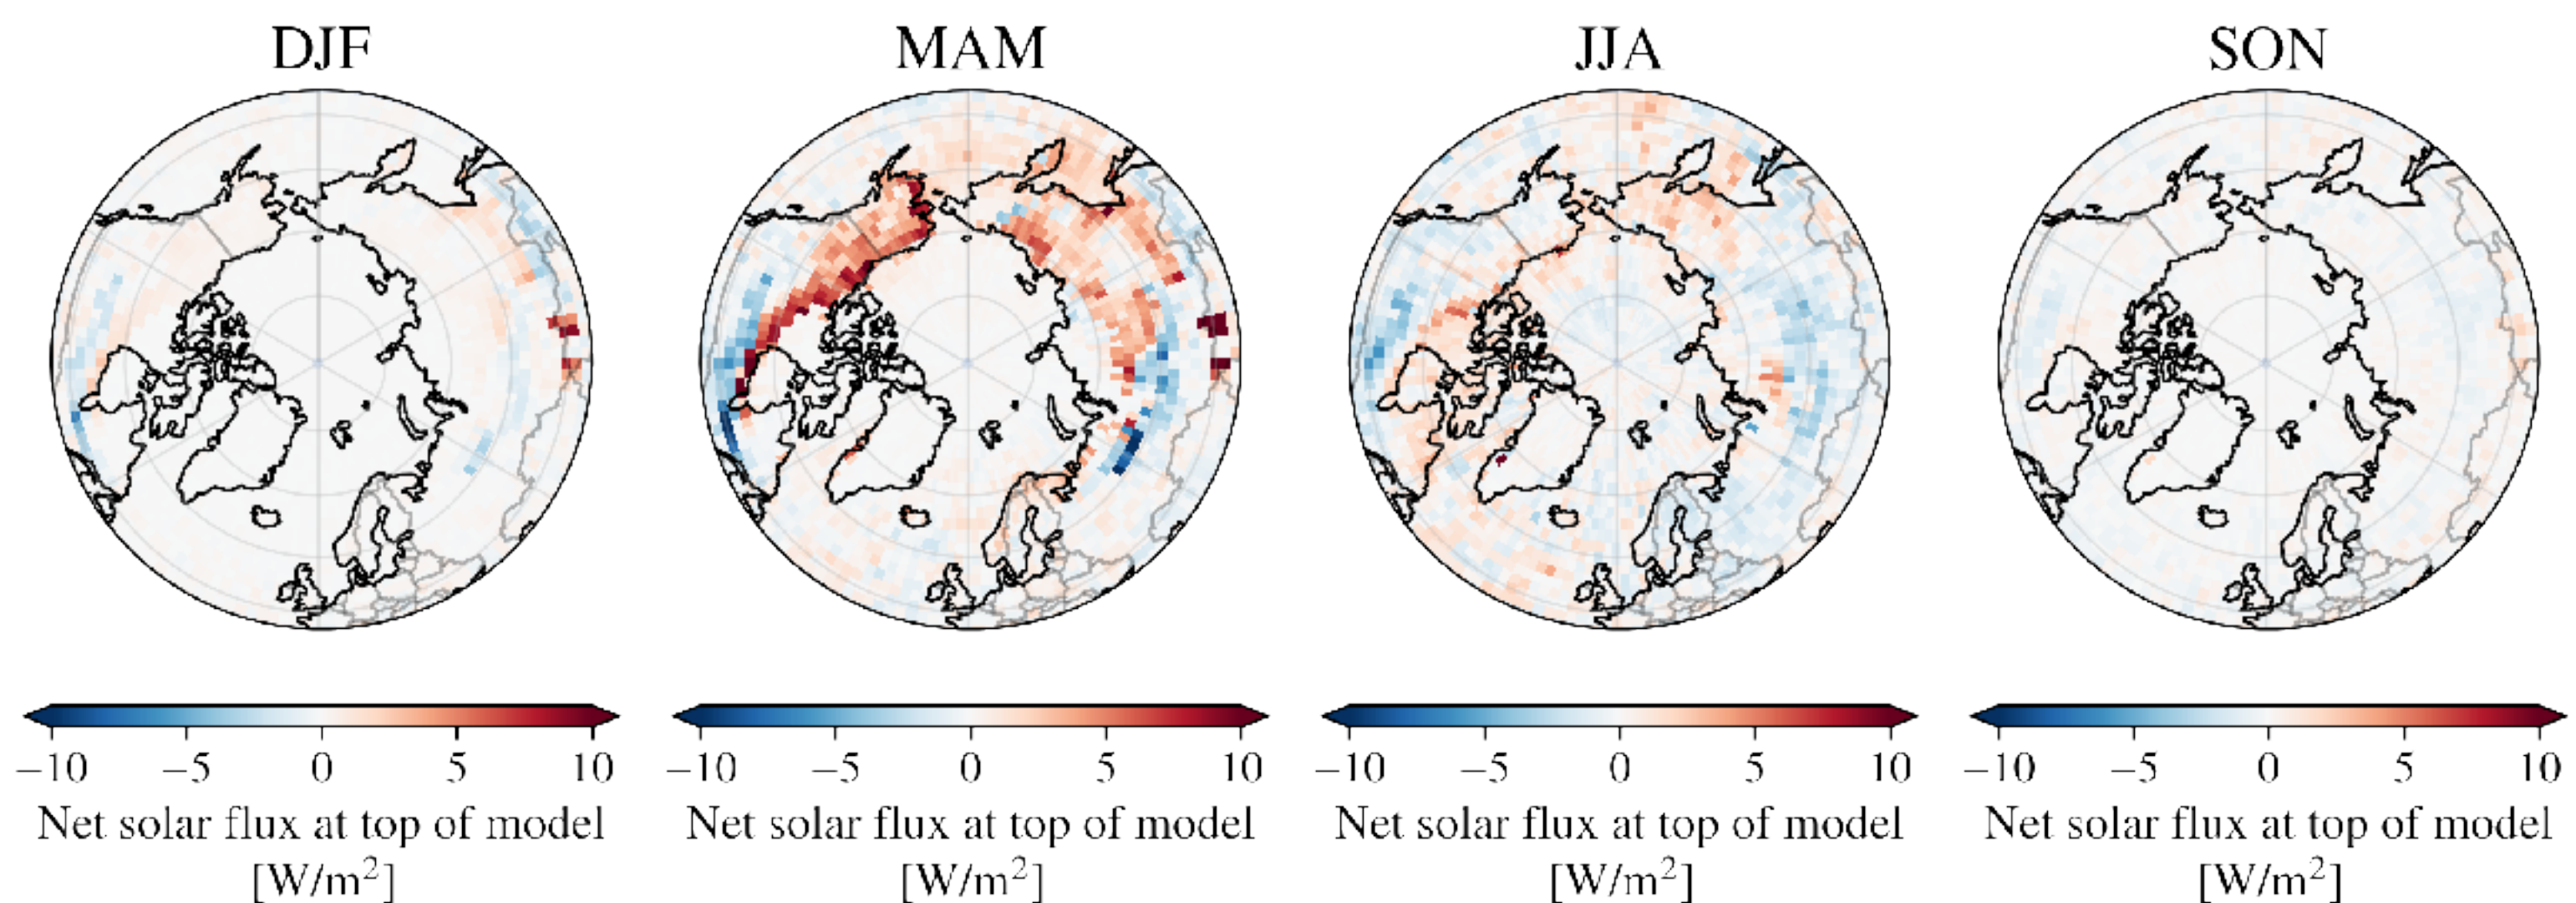 DJF MAM JJA SON
−10 −5 0 5 10 −10 −5 0 5 10 −10 −5 0 5 10 −10 −5 0 5 10
Net solar flux at top of model Net solar flux at top of model Net solar flux at top of model Net solar flux at top of model
[W/m²] [W/m²] [W/m²] [W/m²]